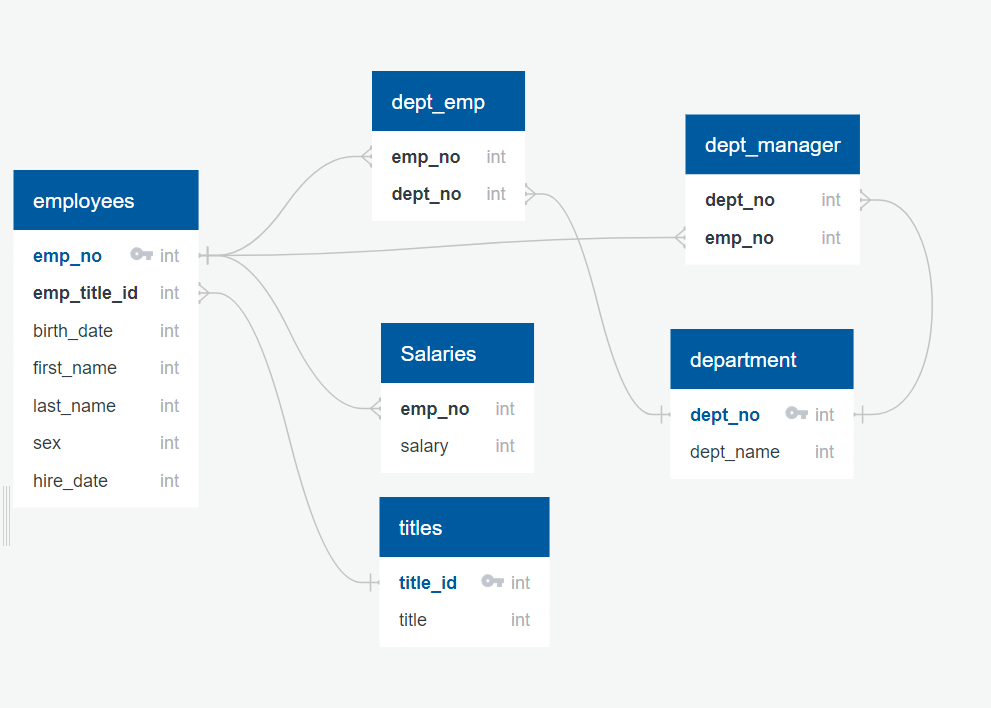 employees
emp_no int
emp_title_id int
birth_date int
first_name int
last_name int
sex int
hire_date int
dept_emp
emp_no int
dept_no int
dept_manager
dept_no int
emp_no int
Salaries
emp_no int
salary int
department
dept_no int
dept_name int
titles
title_id int
title int